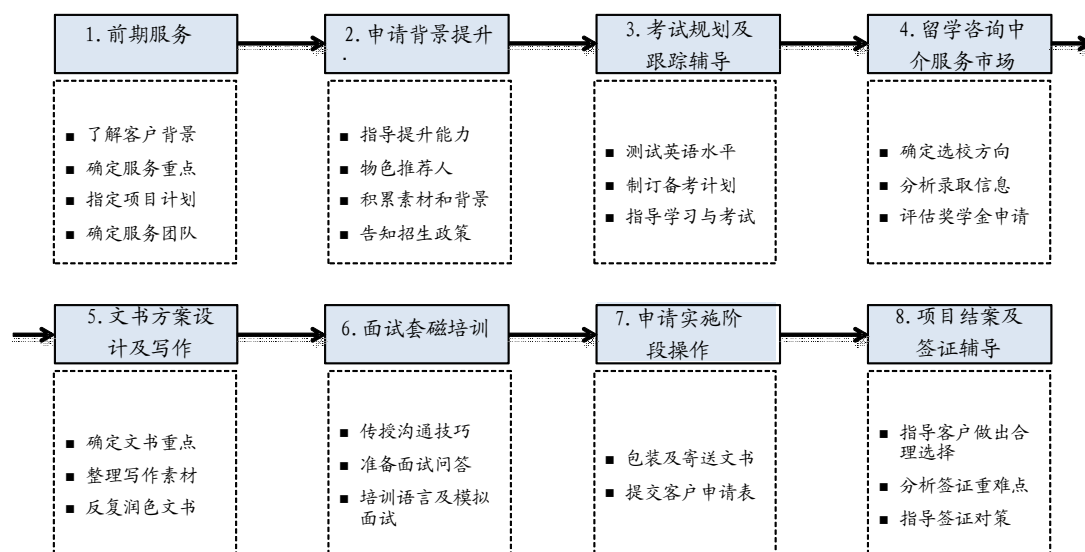 1.前期服务
■ 了解客户背景
■ 确定服务重点
■ 指定项目计划
■ 确定服务团队
2.申请背景提升
.
■ 指导提升能力
■ 物色推荐人
■ 积累素材和背景
■ 告知招生政策
3.考试规划及
跟踪辅导
■ 测试英语水平
■ 制订备考计划
■ 指导学习与考试
4.留学咨询中
介服务市场
■ 确定选校方向
■ 分析录取信息
■ 评估奖学金申请
5.文书方案设
计及写作
■ 确定文书重点
■ 整理写作素材
■ 反复润色文书
6.面试套磁培训
■ 传授沟通技巧
■ 准备面试问答
■ 培训语言及模拟
面试
7.申请实施阶
段操作
■ 包装及寄送文书
■ 提交客户申请表
8.项目结案及
签证辅导
■ 指导客户做出合
理选择
■ 分析签证重难点
■ 指导签证对策